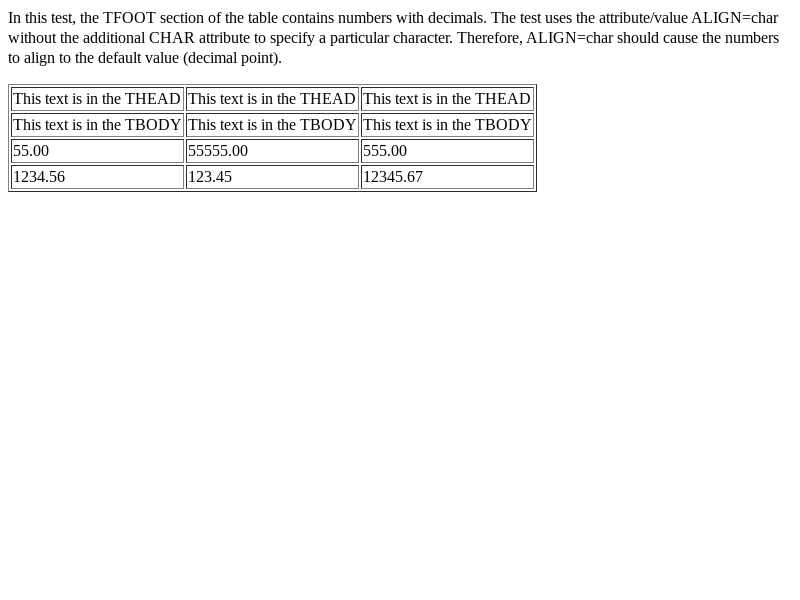 In this test, the TFOOT section of the table contains numbers with decimals. The test uses the attribute/value ALIGN=char
without the additional CHAR attribute to specify a particular character. Therefore, ALIGN=char should cause the numbers
to align to the default value (decimal point).
This text is in the THEAD This text is in the THEAD This text is in the THEAD
This text is in the TBODY This text is in the TBODY This text is in the TBODY
55.00 55555.00 555.00
1234.56 123.45 12345.67